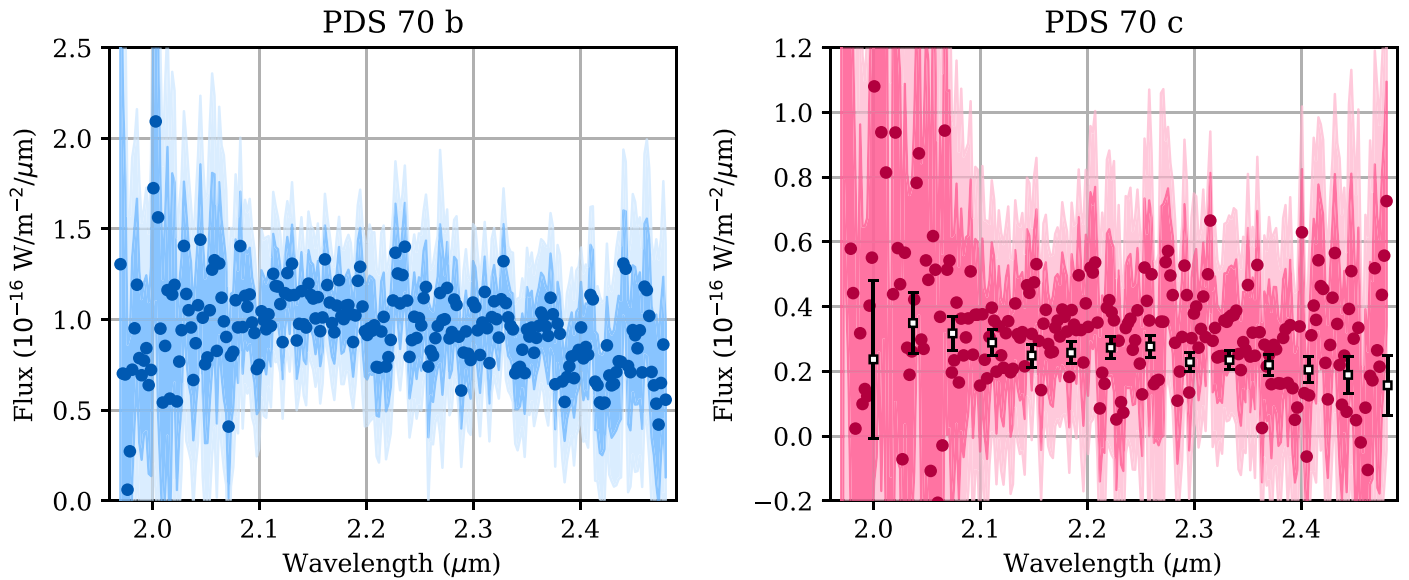 PDS 70 b
PDS 70 c
Flux (10⁻¹⁶ W/m⁻²/μm)
2.5
2.0
1.5
1.0
0.5
0.0
2.0 2.1 2.2 2.3 2.4
Wavelength (μm)
Flux (10⁻¹⁶ W/m⁻²/μm)
1.2
1.0
0.8
0.6
0.4
0.2
0.0
−0.2
2.0 2.1 2.2 2.3 2.4
Wavelength (μm)